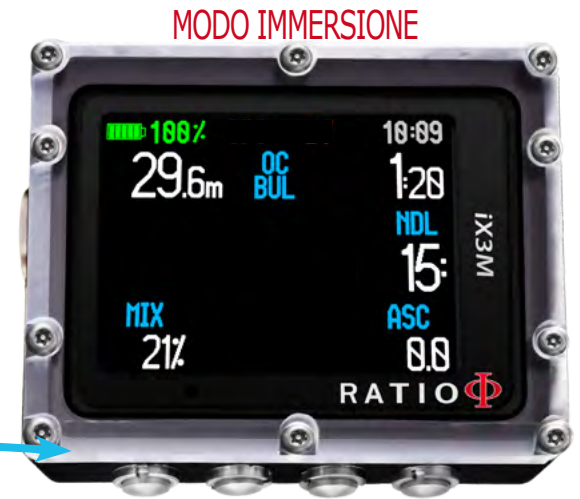 MODO IMMERSIONE
100% 10:09
29.6m OC BUL 1:20
NDL
15:
iX3M
MIX ASC
21% 0.0
RATIO